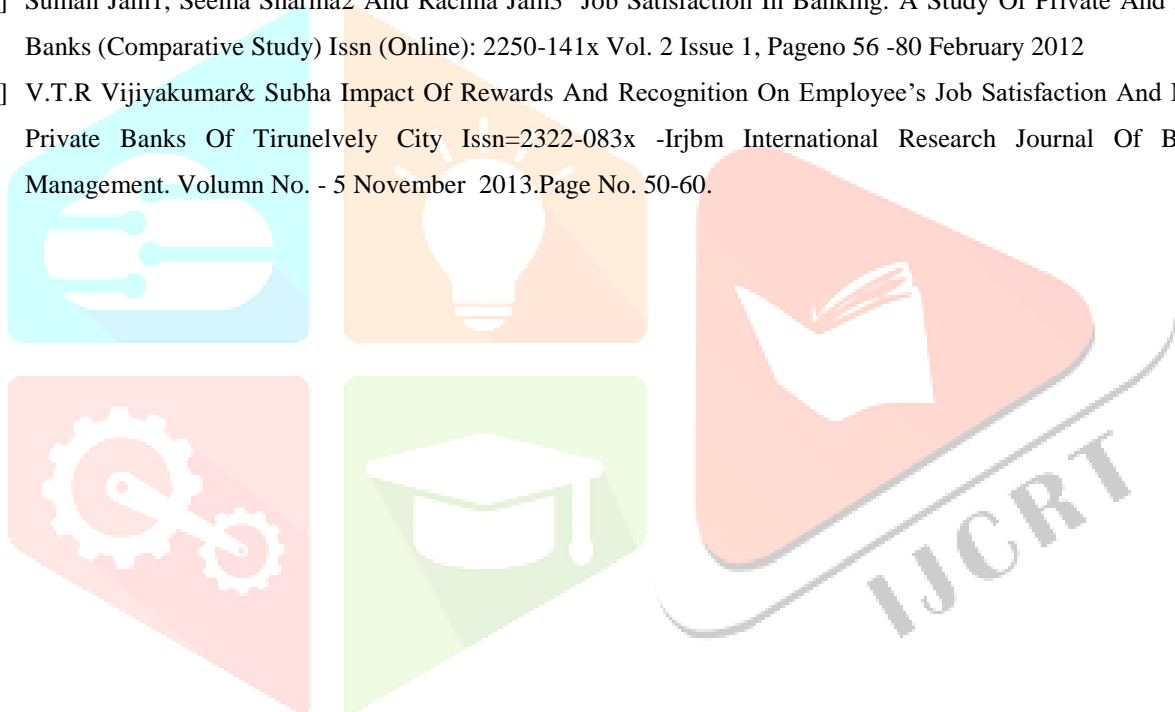 ] Suman Jain1, Seema Sharma2 And Rachna Jain3 Job Satisfaction In Banking: A Study Of Private And
Banks (Comparative Study) Issn (Online): 2250-141x Vol. 2 Issue 1, Pageno 56 -80 February 2012
] V.T.R Vijiyakumar& Subha Impact Of Rewards And Recognition On Employee’s Job Satisfaction And
Private Banks Of Tirunelvely City Issn=2322-083x -Irjbm International Research Journal Of B
Management. Volumn No. - 5 November 2013.Page No. 50-60.
IJCRT